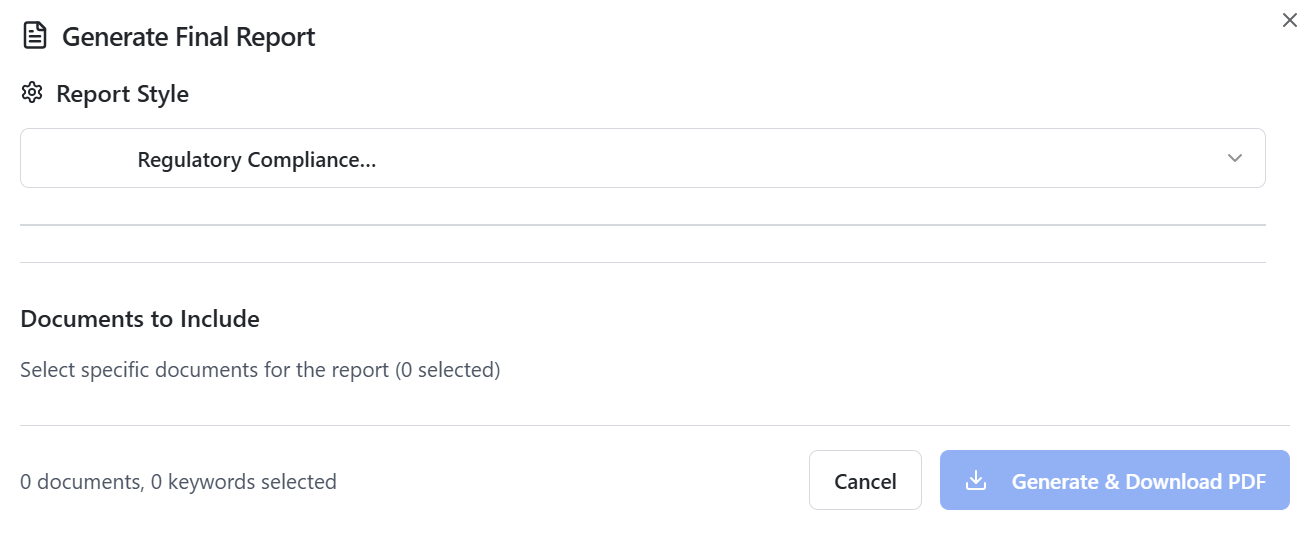 Generate Final Report
Report Style
Regulatory Compliance...
Documents to Include
Select specific documents for the report (0 selected)
0 documents, 0 keywords selected
Cancel
Generate & Download PDF